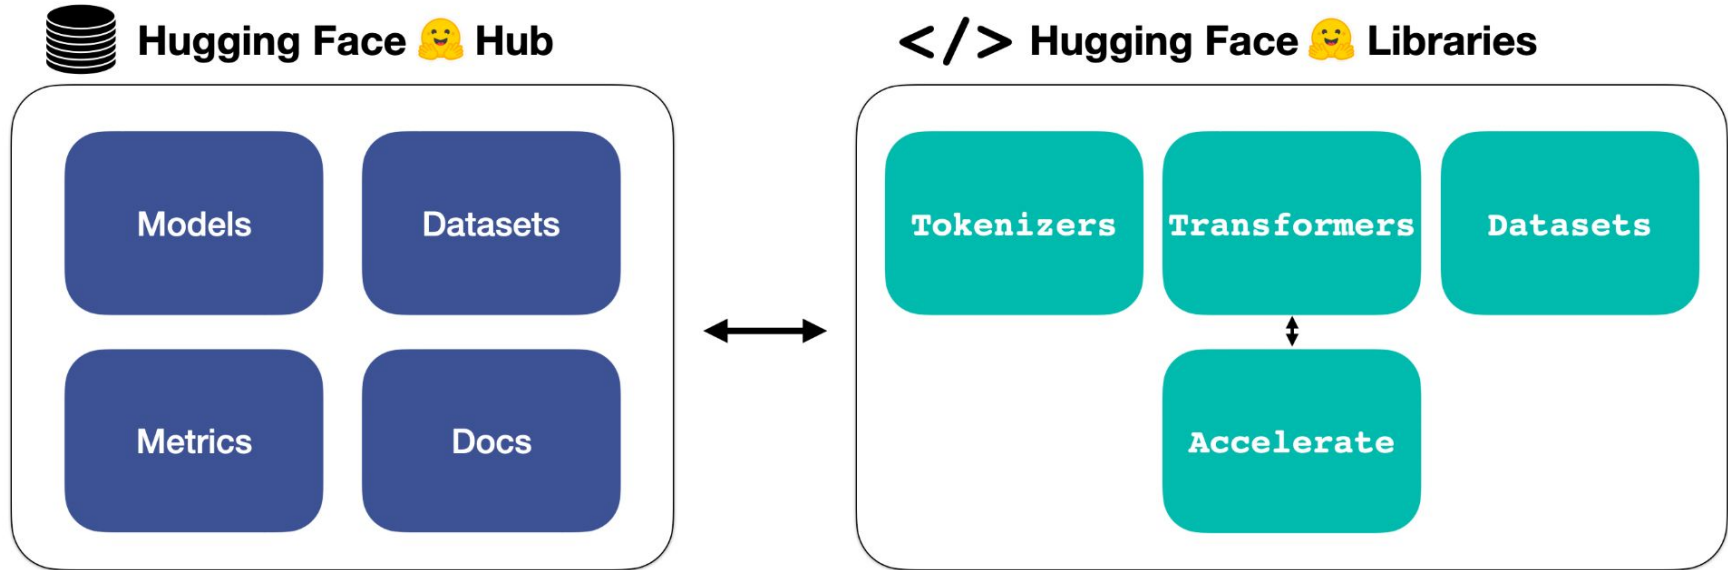 Hugging Face 🤗 Hub
Models
Datasets
Metrics
Docs
</> Hugging Face 🤗 Libraries
Tokenizers
Transformers
Datasets
Accelerate